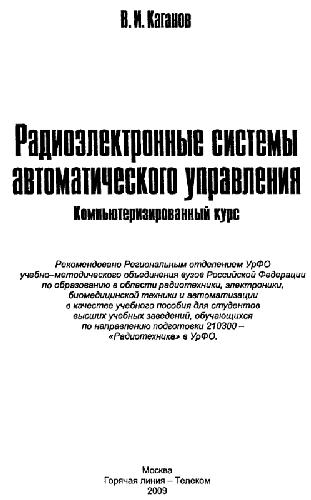 В. И. Каганов
Радиоэлектронные системы
автоматического управления
Компьютеризированный курс
Рекомендовано Региональным отделением УрФО
учебно-методического объединения вузов Российской Федерации
по образованию в области радиотехники, электроники,
биомедицинской техники и автоматизации
в качестве учебного пособия для студентов
высших учебных заведений, обучающихся
по направлению подготовки 210300 –
«Радиотехника» в УрФО.
Москва
Горячая линия – Телеком
2009